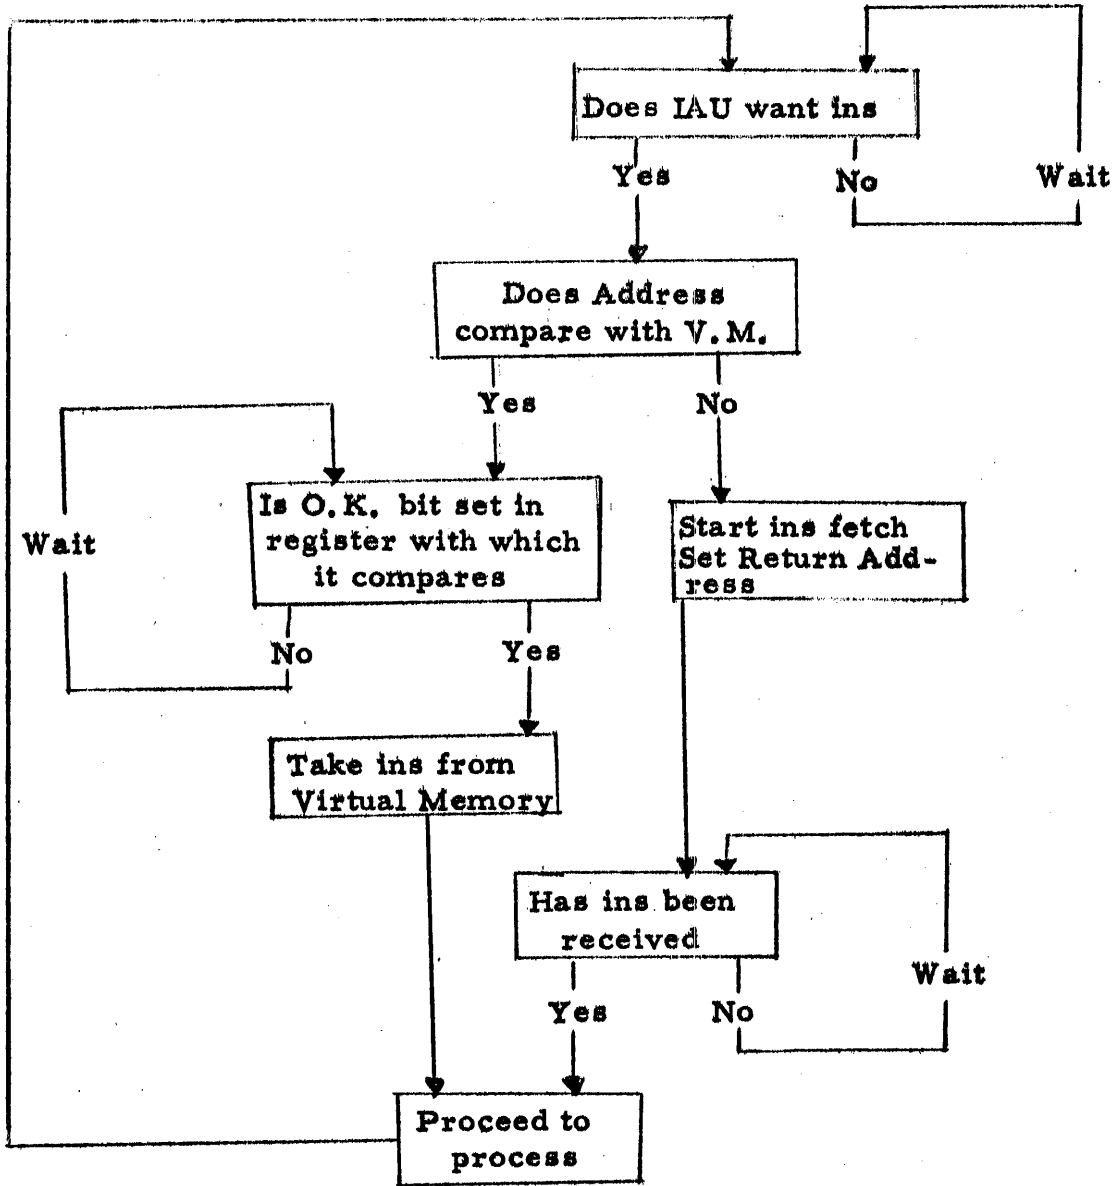 Does IAU want ins
Yes
No
Wait
Does Address
compare with V.M.
Yes
No
Is O.K. bit set in
register with which
it compares
Wait
No
Yes
Start ins fetch
Set Return Add-
ress
Take ins from
Virtual Memory
Has ins been
received
Wait
Yes
No
Proceed to
process